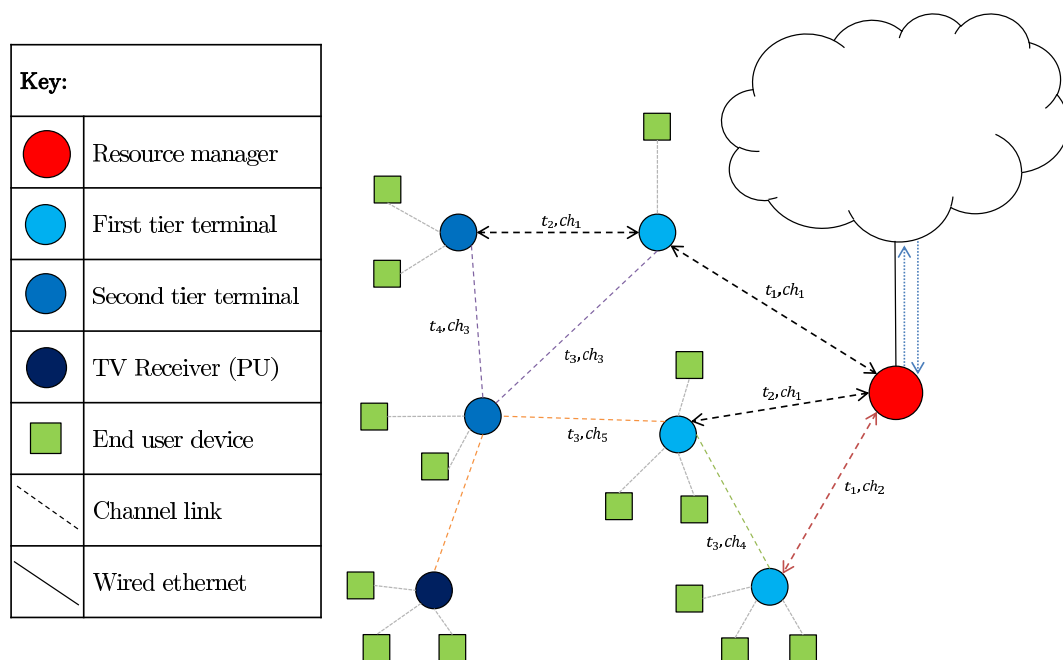 Key:
Resource manager
First tier terminal
Second tier terminal
TV Receiver (PU)
End user device
Channel link
Wired ethernet
t₂,ch₁
t₁,ch₁
t₄,ch₃
t₃,ch₃
t₂,ch₁
t₃,ch₅
t₁,ch₂
t₃,ch₄